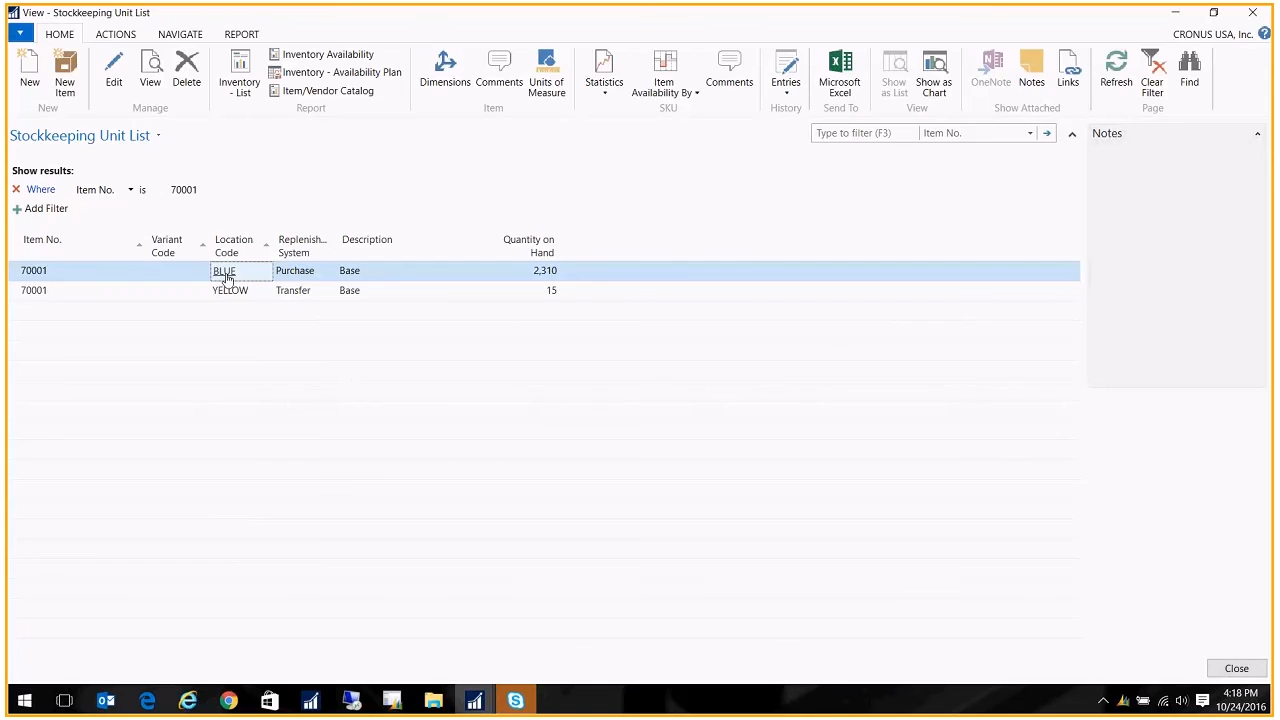 View - Stockkeeping Unit List
HOME ACTIONS NAVIGATE REPORT CRONUS USA, Inc. ?
New
New Item
New
Edit
View
Delete
Manage
Inventory - List
Inventory Availability
Inventory - Availability Plan
Item/Vendor Catalog
Report
Dimensions
Comments
Units of Measure
Item
Statistics
Item Availability By
Comments
SKU
Entries
History
Microsoft Excel
Send To
Show as List
Show as Chart
View
OneNote
Notes
Links
Show Attached
Refresh
Clear Filter
Find
Page
Stockkeeping Unit List
Type to filter (F3) Item No.
Notes
Show results:
Where Item No. is 70001
Add Filter
Item No. Variant Code Location Code Replenish... System Description Quantity on Hand
70001 BLUE Purchase Base 2,310
70001 YELLOW Transfer Base 15
Close
4:18 PM
10/24/2016